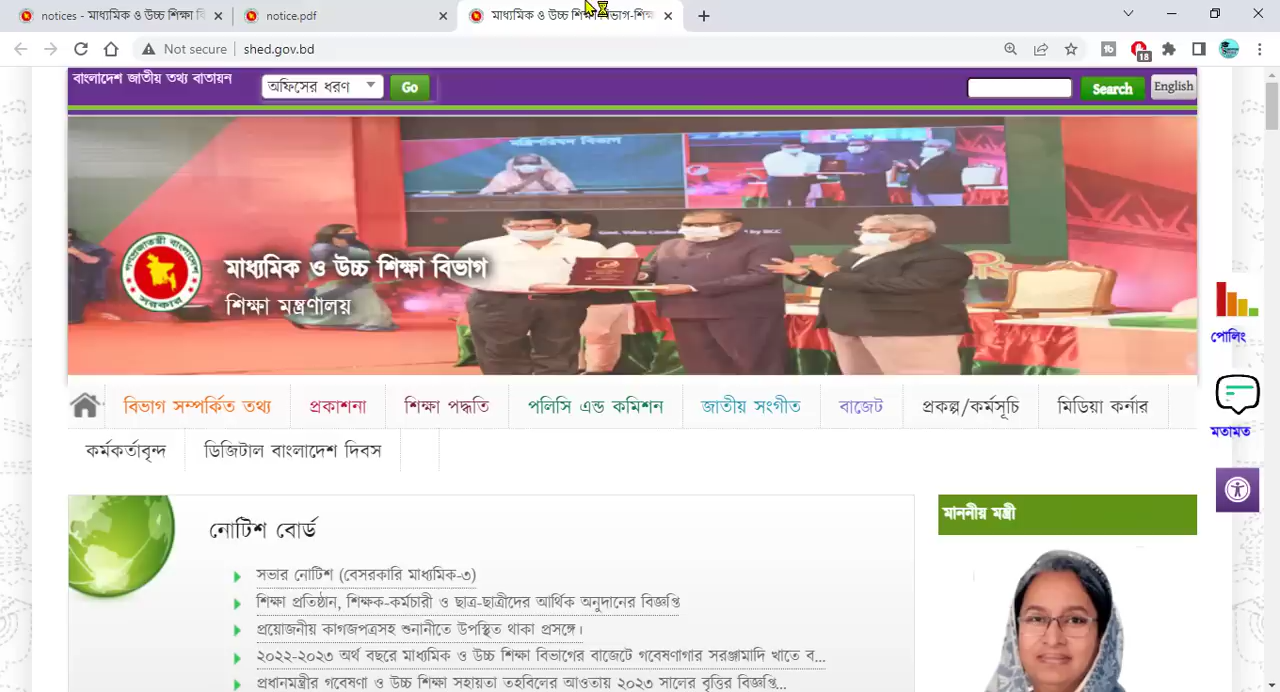 notices - মাধ্যমিক ও উচ্চ শিক্ষা বি
notice.pdf
মাধ্যমিক ও উচ্চ শিক্ষা বিভাগ-শিক্ষ
Not secure
shed.gov.bd
18
বাংলাদেশ জাতীয় তথ্য বাতায়ন
অফিসের ধরণ
Go
Search
English
মাধ্যমিক ও উচ্চ শিক্ষা বিভাগ
শিক্ষা মন্ত্রণালয়
বিভাগ সম্পর্কিত তথ্য
প্রকাশনা
শিক্ষা পদ্ধতি
পলিসি এন্ড কমিশন
জাতীয় সংগীত
বাজেট
প্রকল্প/কর্মসূচি
মিডিয়া কর্নার
কর্মকর্তাবৃন্দ
ডিজিটাল বাংলাদেশ দিবস
পোলিং
মতামত
নোটিশ বোর্ড
সভার নোটিশ (বেসরকারি মাধ্যমিক-৩)
শিক্ষা প্রতিষ্ঠান, শিক্ষক-কর্মচারী ও ছাত্র-ছাত্রীদের আর্থিক অনুদানের বিজ্ঞপ্তি
প্রয়োজনীয় কাগজপত্রসহ শুনানীতে উপস্থিত থাকা প্রসঙ্গে।
২০২২-২০২৩ অর্থ বছরে মাধ্যমিক ও উচ্চ শিক্ষা বিভাগের বাজেটে গবেষণাগার সরঞ্জামাদি খাতে ব...
প্রধানমন্ত্রীর গবেষণা ও উচ্চ শিক্ষা সহায়তা তহবিলের আওতায় ২০২৩ সালের বৃত্তির বিজ্ঞপ্তি...
মাননীয় মন্ত্রী